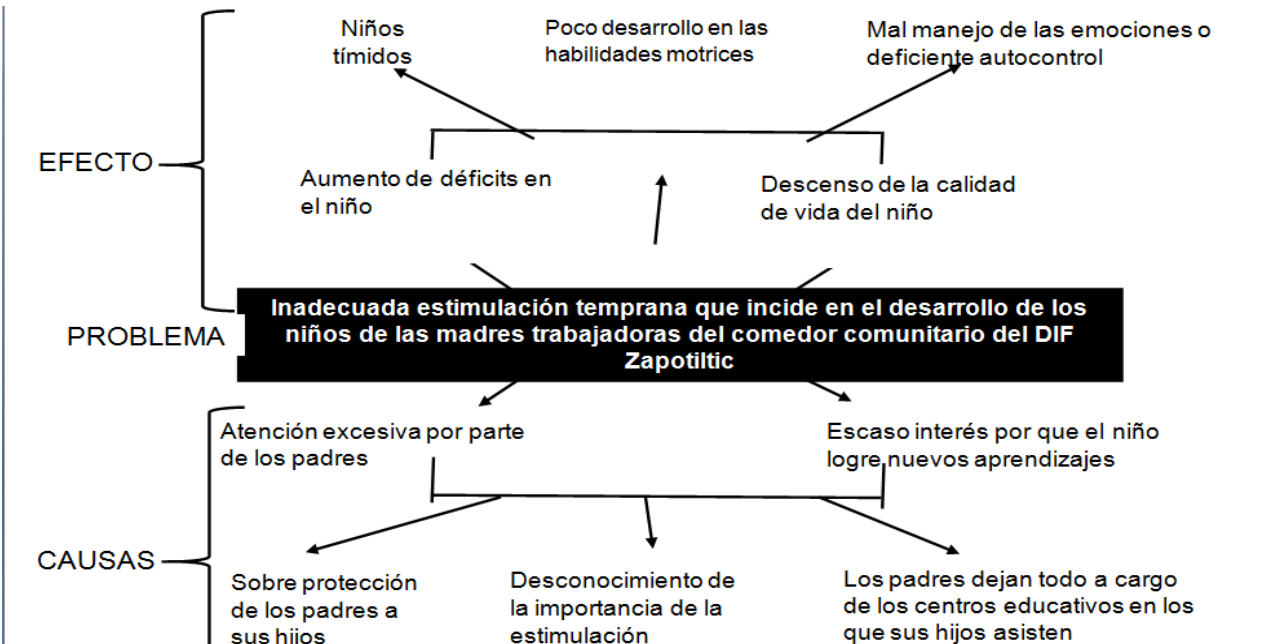 Niños
tímidos
Poco desarrollo en las
habilidades motrices
Mal manejo de las emociones o
deficiente autocontrol
EFECTO
Aumento de déficits en
el niño
Descenso de la calidad
de vida del niño
PROBLEMA
Inadecuada estimulación temprana que incide en el desarrollo de los
niños de las madres trabajadoras del comedor comunitario del DIF
Zapotiltic
Atención excesiva por parte
de los padres
Escaso interés por que el niño
logre nuevos aprendizajes
CAUSAS
Sobre protección
de los padres a
sus hijos
Desconocimiento de
la importancia de la
estimulación
Los padres dejan todo a cargo
de los centros educativos en los
que sus hijos asisten